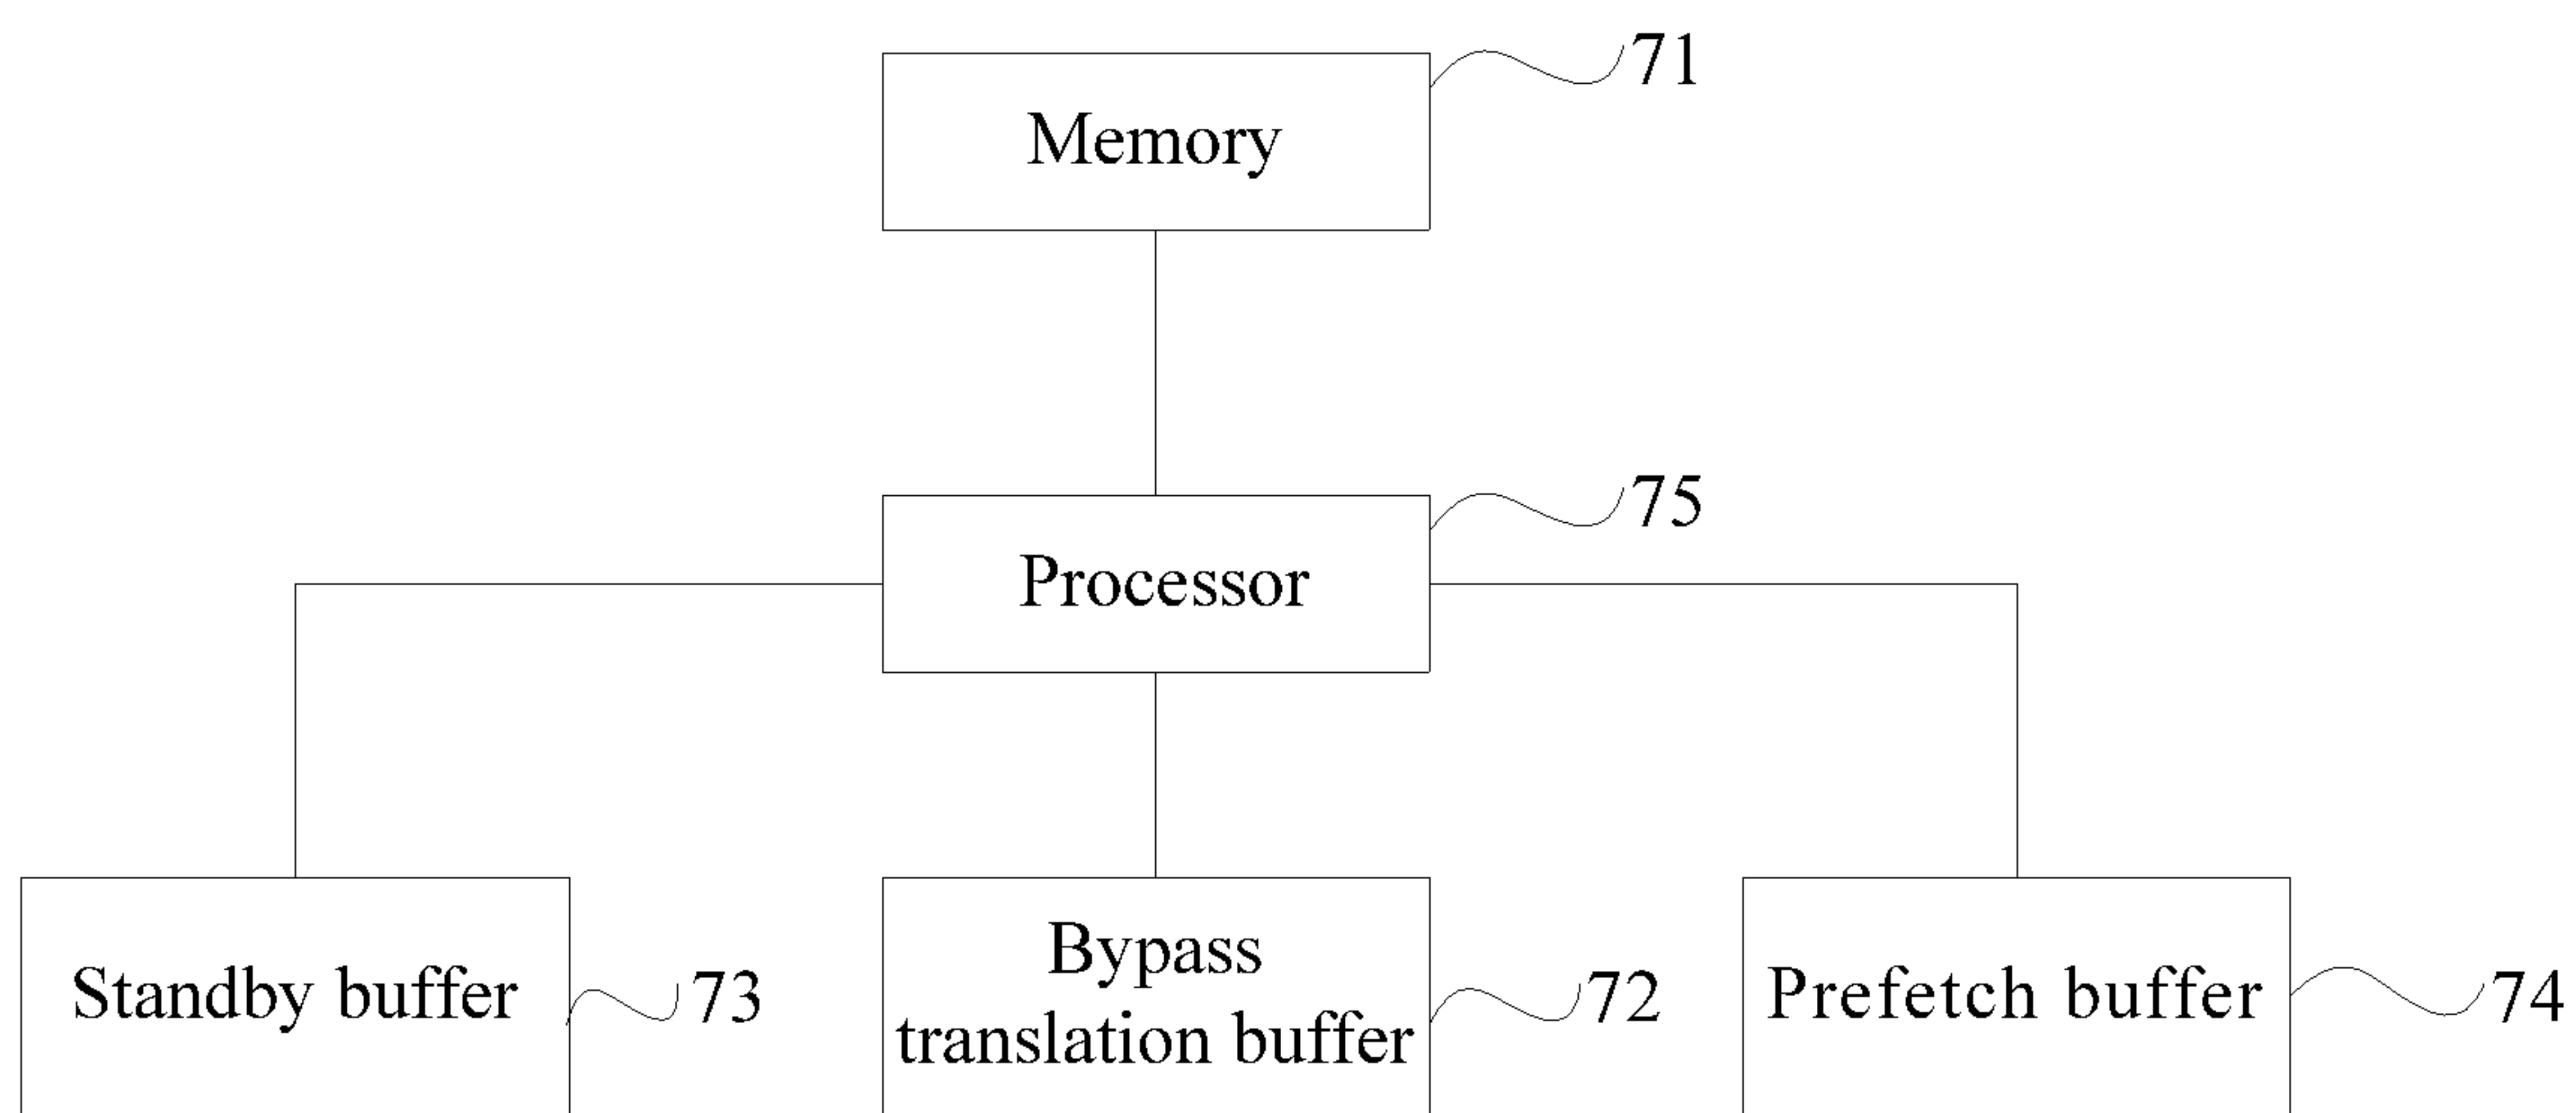 71
Memory
75
Processor
Standby buffer
73
Bypass
translation buffer
72
Prefetch buffer
74